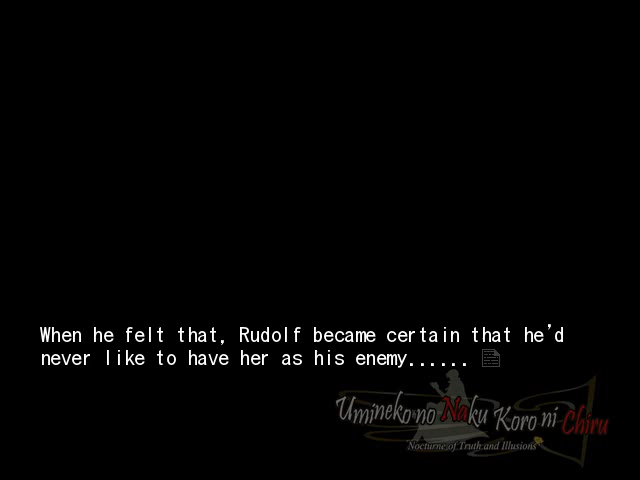 When he felt that, Rudolf became certain that he'd
never like to have her as his enemy......
Umineko no Naku Koro ni Chiru
Nocturne of Truth and Illusions